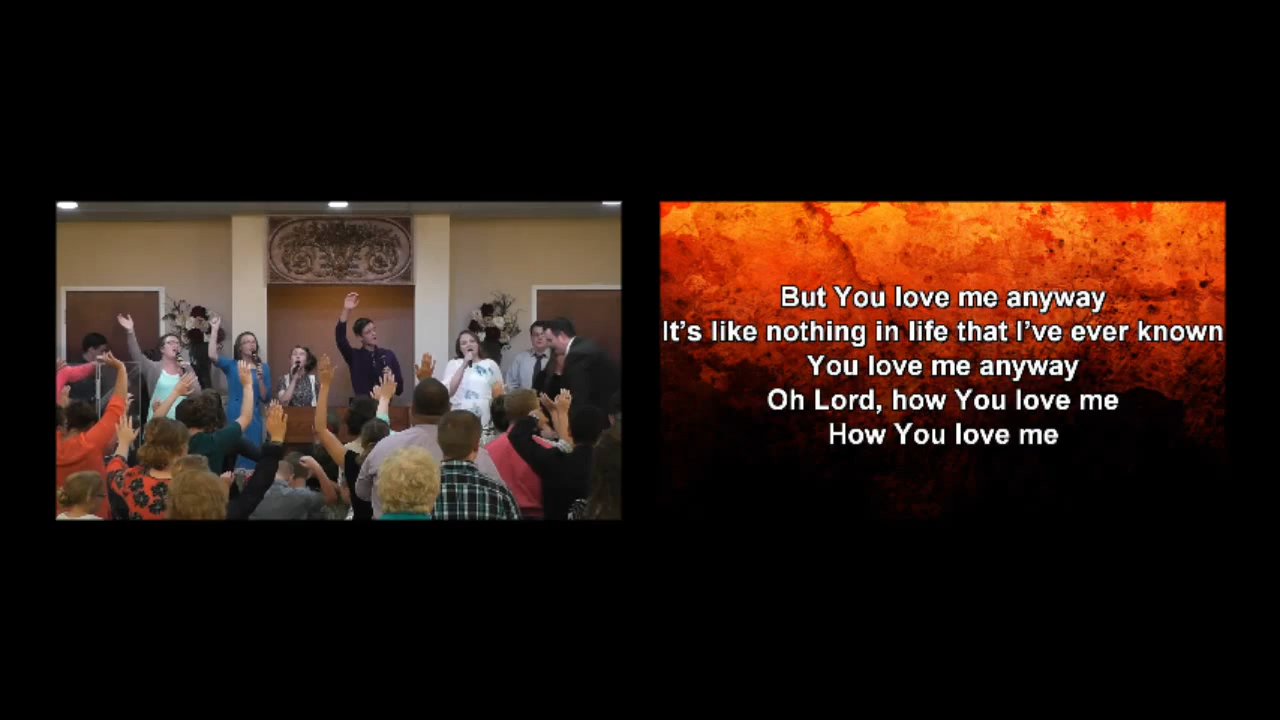 But You love me anyway
It's like nothing in life that I've ever known
You love me anyway
Oh Lord, how You love me
How You love me